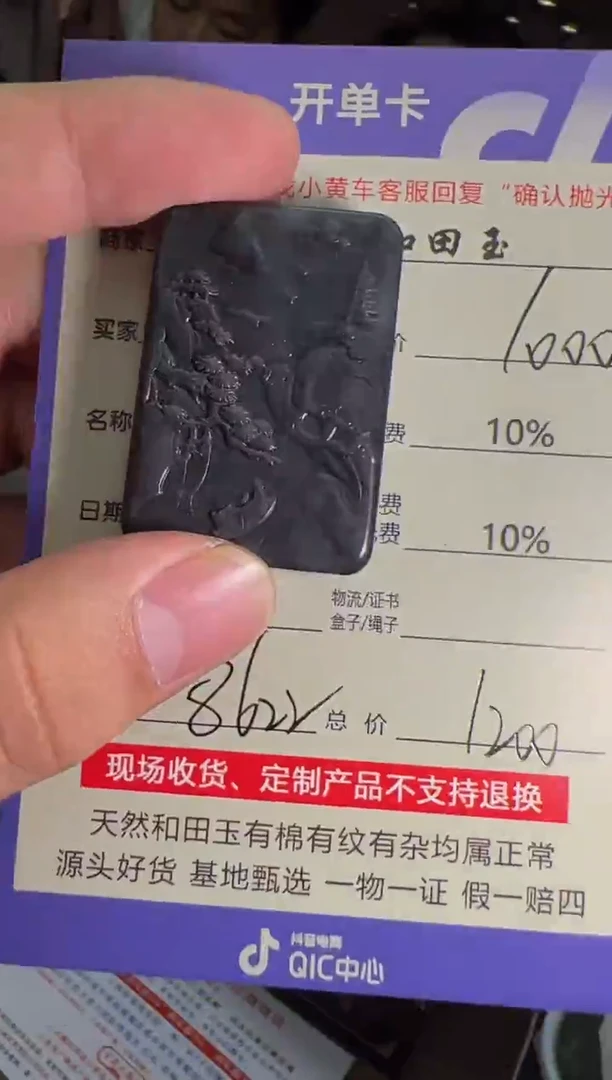 开单卡
小黄车客服回复“确认抛光
和田玉
买家
价 1000
名称
费 10%
日期
费
费 10%
物流/证书
盒子/绳子
8622 总价 1200
现场收货、定制产品不支持退换
天然和田玉有棉有纹有杂均属正常
源头好货 基地甄选 一物一证 假一赔四
抖音电商
QIC中心